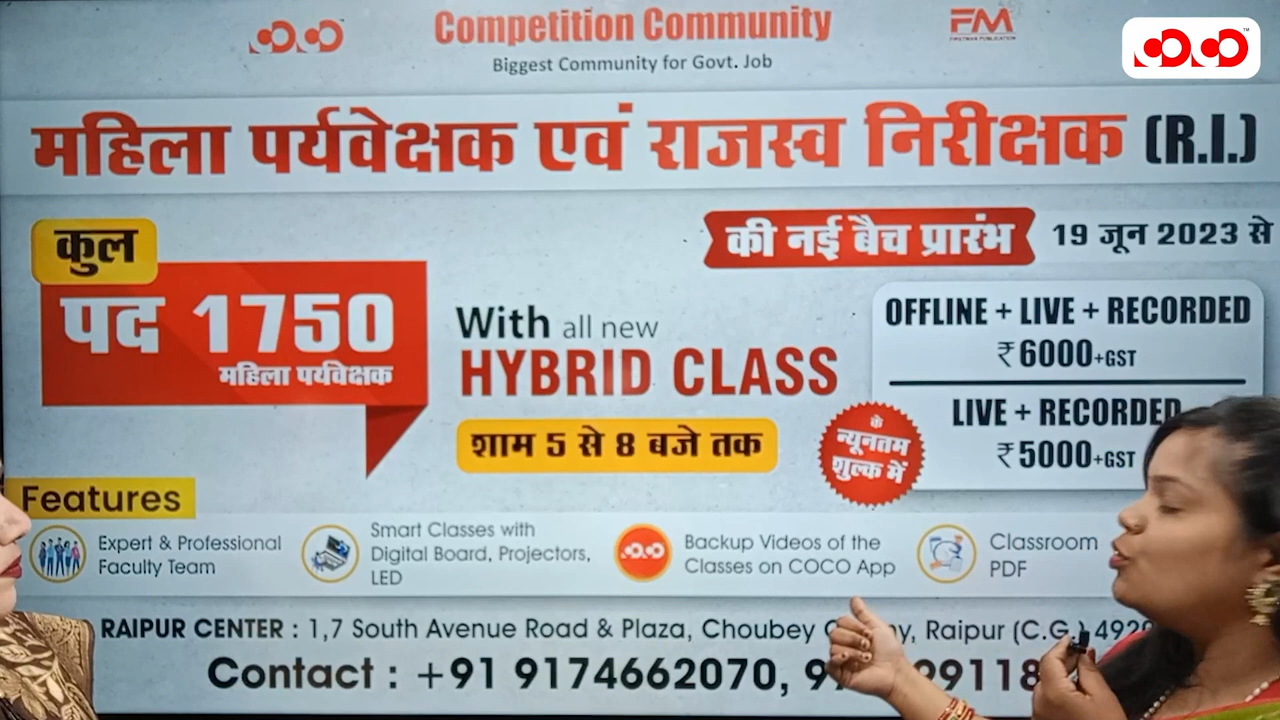 Competition Community
Biggest Community for Govt. Job
FM
महिला पर्यवेक्षक एवं राजस्व निरीक्षक (R.I.)
की नई बैच प्रारंभ 19 जून 2023 से
कुल
पद 1750
महिला पर्यवेक्षक
With all new
HYBRID CLASS
शाम 5 से 8 बजे तक
OFFLINE + LIVE + RECORDED
₹6000+GST
LIVE + RECORDED
₹5000+GST
के
न्यूनतम
शुल्क में
Features
Expert & Professional
Faculty Team
Smart Classes with
Digital Board, Projectors,
LED
Backup Videos of the
Classes on COCO App
Classroom
PDF
RAIPUR CENTER : 1,7 South Avenue Road & Plaza, Choubey Raipur (C.G.)
Contact : +91 9174662070,